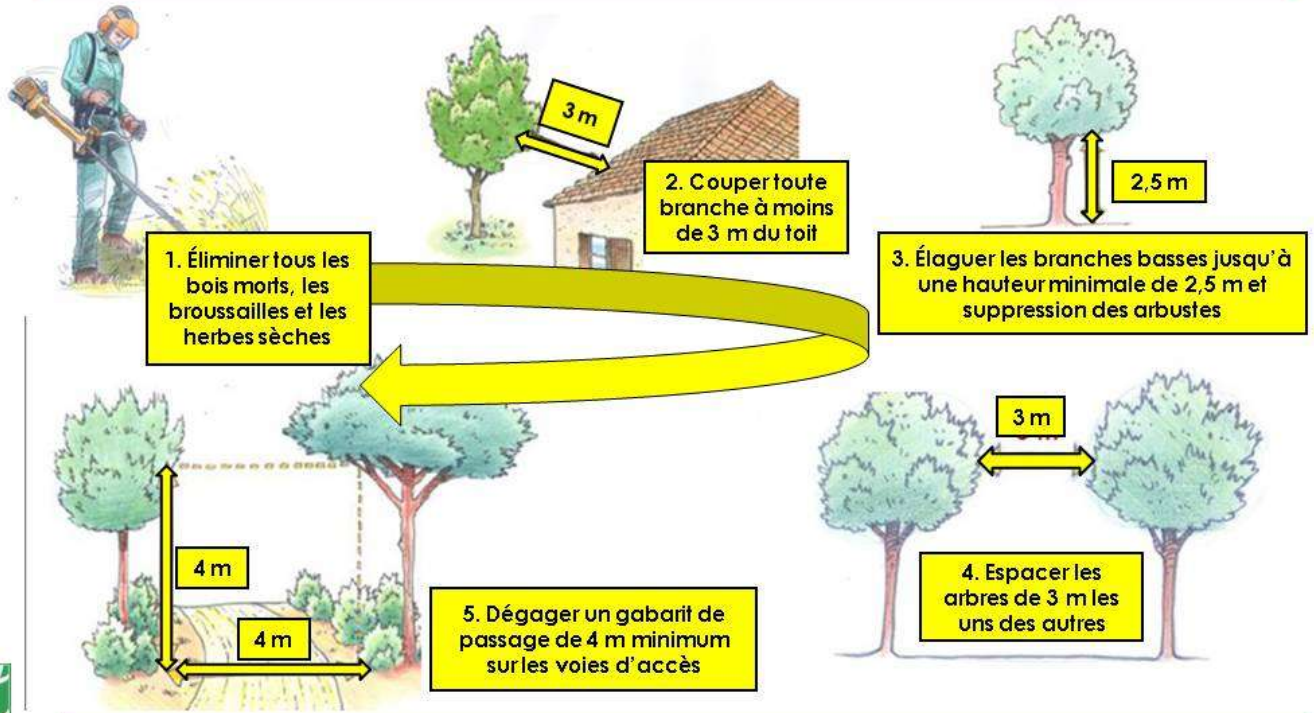 3 m
2. Couper toute
branche à moins
de 3 m du toit
2,5 m
1. Éliminer tous les
bois morts, les
broussailles et les
herbes sèches
3. Élaguer les branches basses jusqu'à
une hauteur minimale de 2,5 m et
suppression des arbustes
3 m
4 m
4 m
5. Dégager un gabarit de
passage de 4 m minimum
sur les voies d'accès
4. Espacer les
arbres de 3 m les
uns des autres